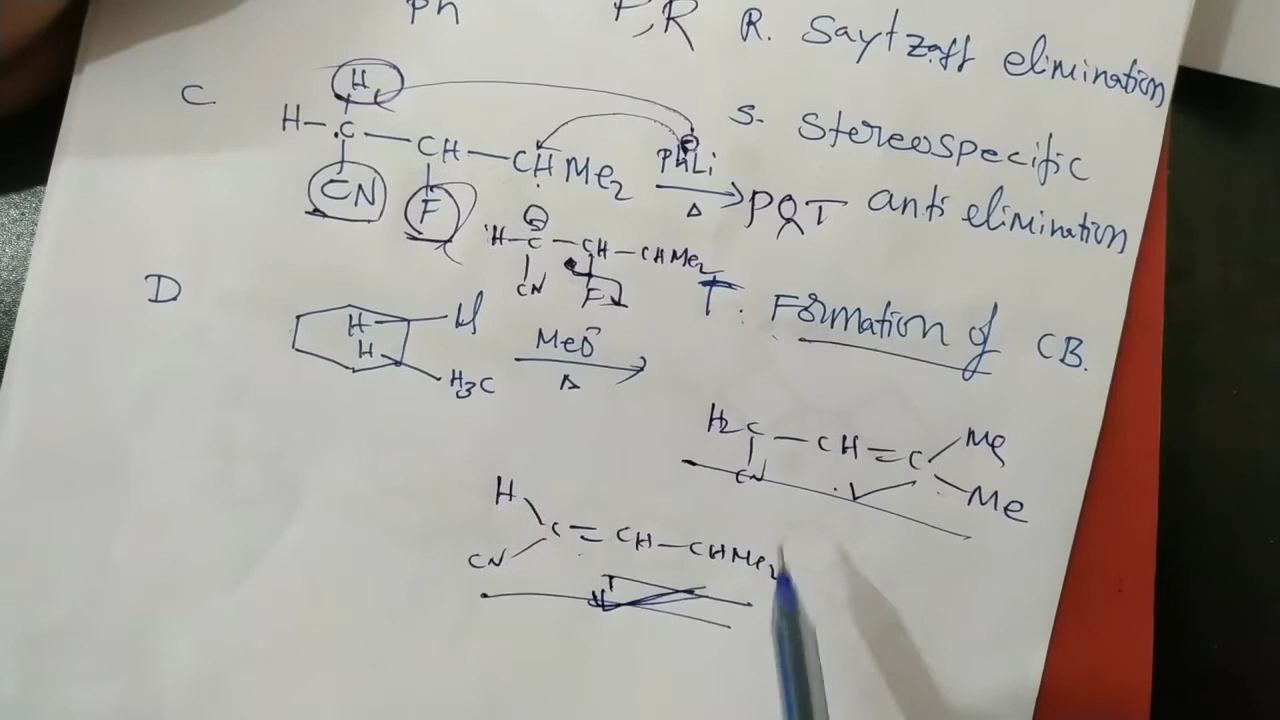 Ph
P,R
R. Saytzaff elimination
C
H
H-C-CH-CHMe2
CN
F
PhLi
Δ
PQT
S. Stereospecific
anti elimination
H-C-CH-CHMe2
CN
F
T. Formation of CB.
D
H
H
H3C
MeO-
Δ
H2C-CH=C
Me
Me
CN
H
C=CH-CHMe2
CN